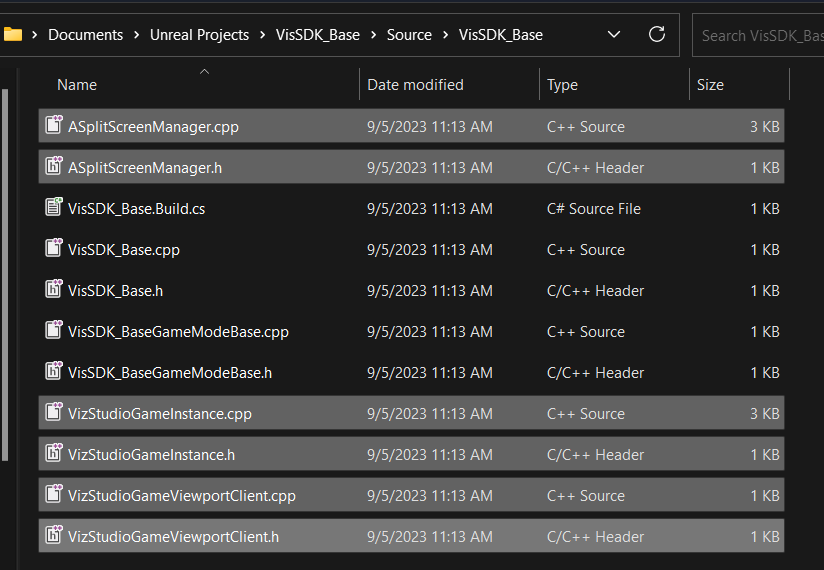 Documents > Unreal Projects > VisSDK_Base > Source > VisSDK_Base
Search VisSDK_Bas
Name Date modified Type Size
ASplitScreenManager.cpp 9/5/2023 11:13 AM C++ Source 3 KB
ASplitScreenManager.h 9/5/2023 11:13 AM C/C++ Header 1 KB
VisSDK_Base.Build.cs 9/5/2023 11:13 AM C# Source File 1 KB
VisSDK_Base.cpp 9/5/2023 11:13 AM C++ Source 1 KB
VisSDK_Base.h 9/5/2023 11:13 AM C/C++ Header 1 KB
VisSDK_BaseGameModeBase.cpp 9/5/2023 11:13 AM C++ Source 1 KB
VisSDK_BaseGameModeBase.h 9/5/2023 11:13 AM C/C++ Header 1 KB
VizStudioGameInstance.cpp 9/5/2023 11:13 AM C++ Source 3 KB
VizStudioGameInstance.h 9/5/2023 11:13 AM C/C++ Header 1 KB
VizStudioGameViewportClient.cpp 9/5/2023 11:13 AM C++ Source 1 KB
VizStudioGameViewportClient.h 9/5/2023 11:13 AM C/C++ Header 1 KB